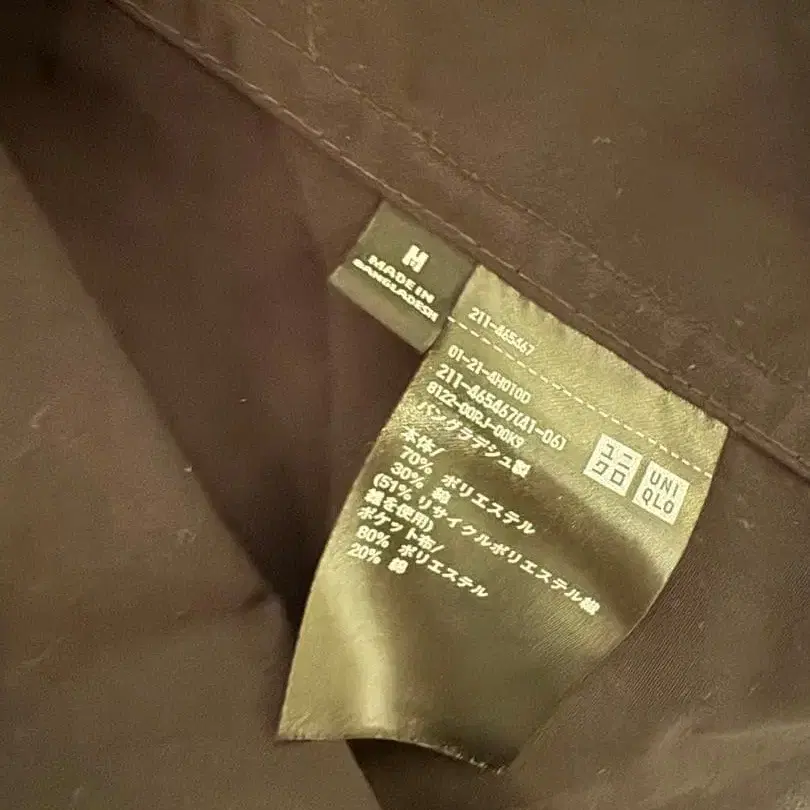 H
MADE IN
BANGLADESH
211-465467
01-21-4H010D
211-465467(41-06)
8122-00RJ-00K9
バングラデシュ製
本体/
70% ポリエステル
30% 綿
(51% リサイクルポリエステル繊
維を使用)
ポケット布/
80% ポリエステル
20% 綿
ユニ
クロ
UNI
QLO